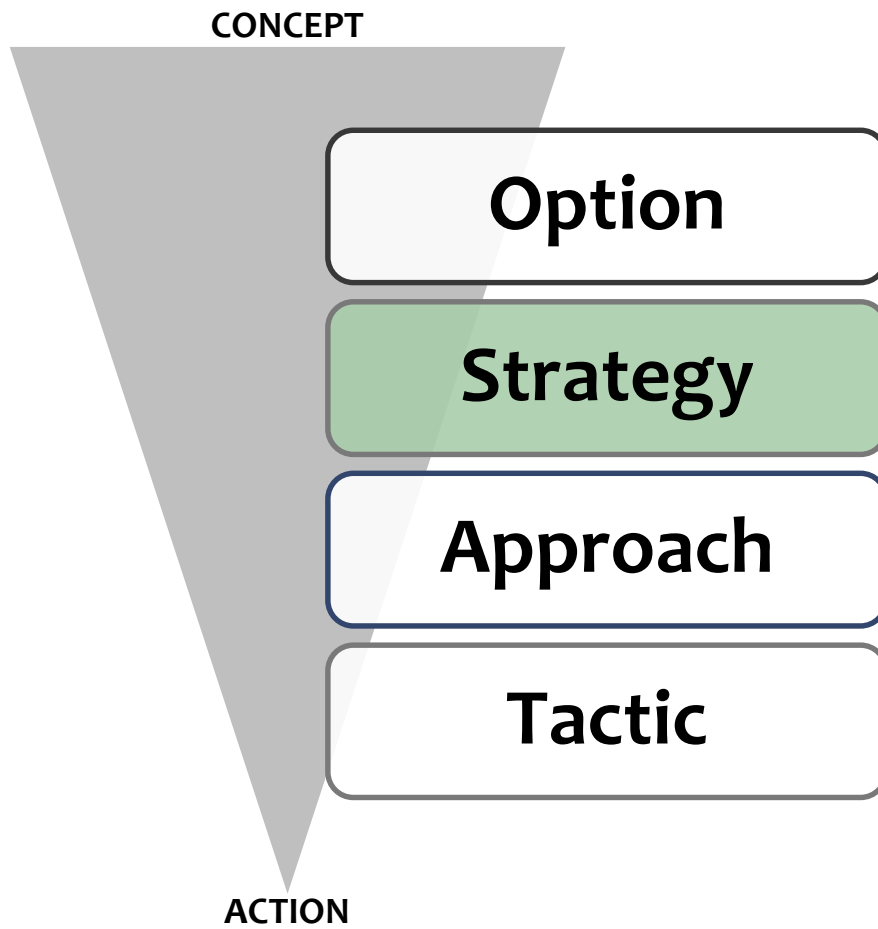 CONCEPT
Option
Strategy
Approach
Tactic
ACTION